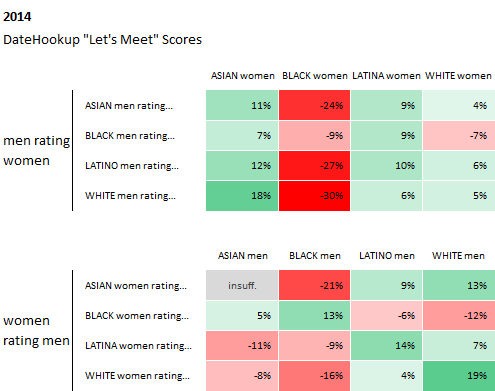 2014
DateHookup "Let's Meet" Scores
ASIAN women BLACK women LATINA women WHITE women
men rating women
ASIAN men rating... 11% -24% 9% 4%
BLACK men rating... 7% -9% 9% -7%
LATINO men rating... 12% -27% 10% 6%
WHITE men rating... 18% -30% 6% 5%
ASIAN men BLACK men LATINO men WHITE men
women rating men
ASIAN women rating... insuff. -21% 9% 13%
BLACK women rating... 5% 13% -6% -12%
LATINA women rating... -11% -9% 14% 7%
WHITE women rating... -8% -16% 4% 19%